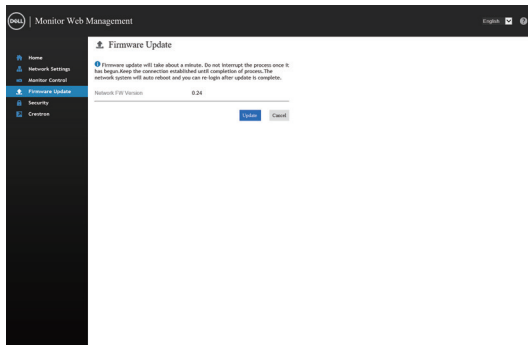 DELL | Monitor Web Management
English
Home
Network Settings
Monitor Control
Firmware Update
Security
Crestron
Firmware Update
Firmware update will take about a minute. Do not interrupt the process once it
has begun.Keep the connection established until completion of process.The
network system will auto reboot and you can re-login after update is complete.
Network FW Version 0.24
Update Cancel